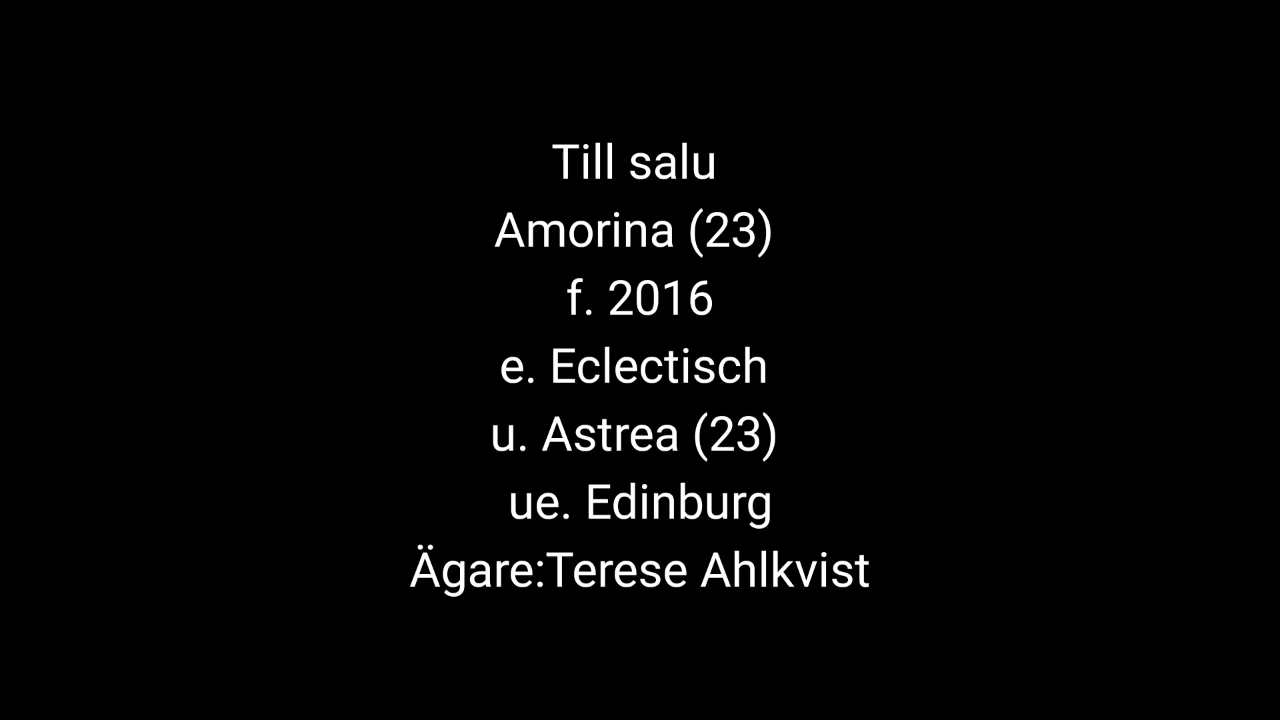 Till salu
Amorina (23)
f. 2016
e. Eclectisch
u. Astrea (23)
ue. Edinburg
Ägare:Terese Ahlkvist